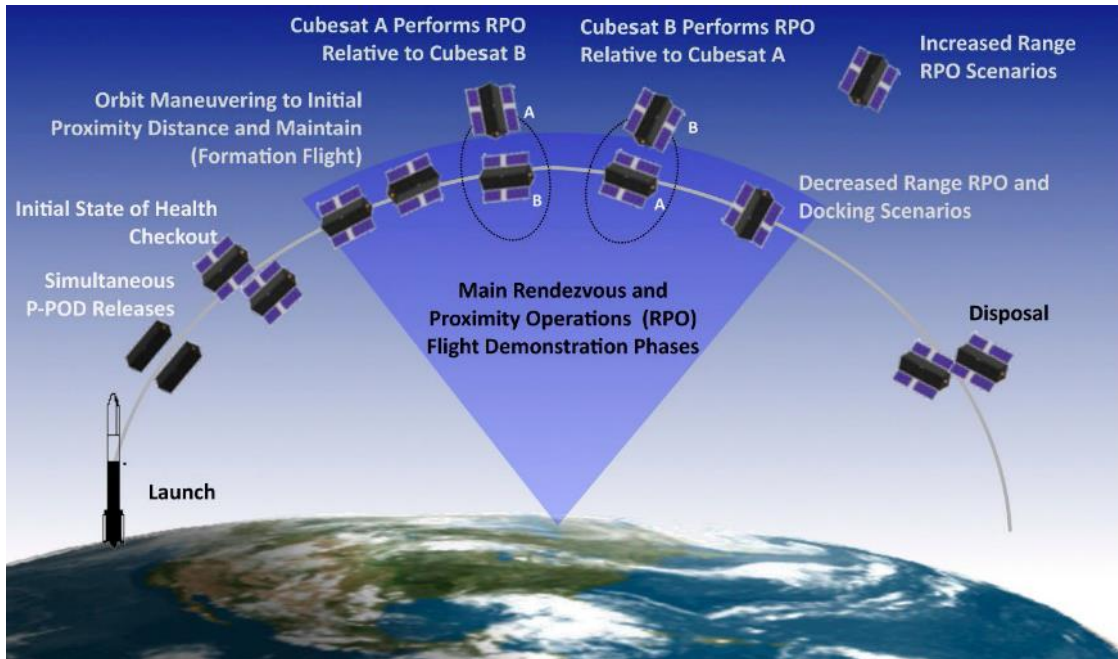 Cubesat A Performs RPO
Relative to Cubesat B
Cubesat B Performs RPO
Relative to Cubesat A
Increased Range
RPO Scenarios
Orbit Maneuvering to Initial
Proximity Distance and Maintain
(Formation Flight)
A
B
B
A
Decreased Range RPO and
Docking Scenarios
Initial State of Health
Checkout
Simultaneous
P-POD Releases
Main Rendezvous and
Proximity Operations (RPO)
Flight Demonstration Phases
Disposal
Launch